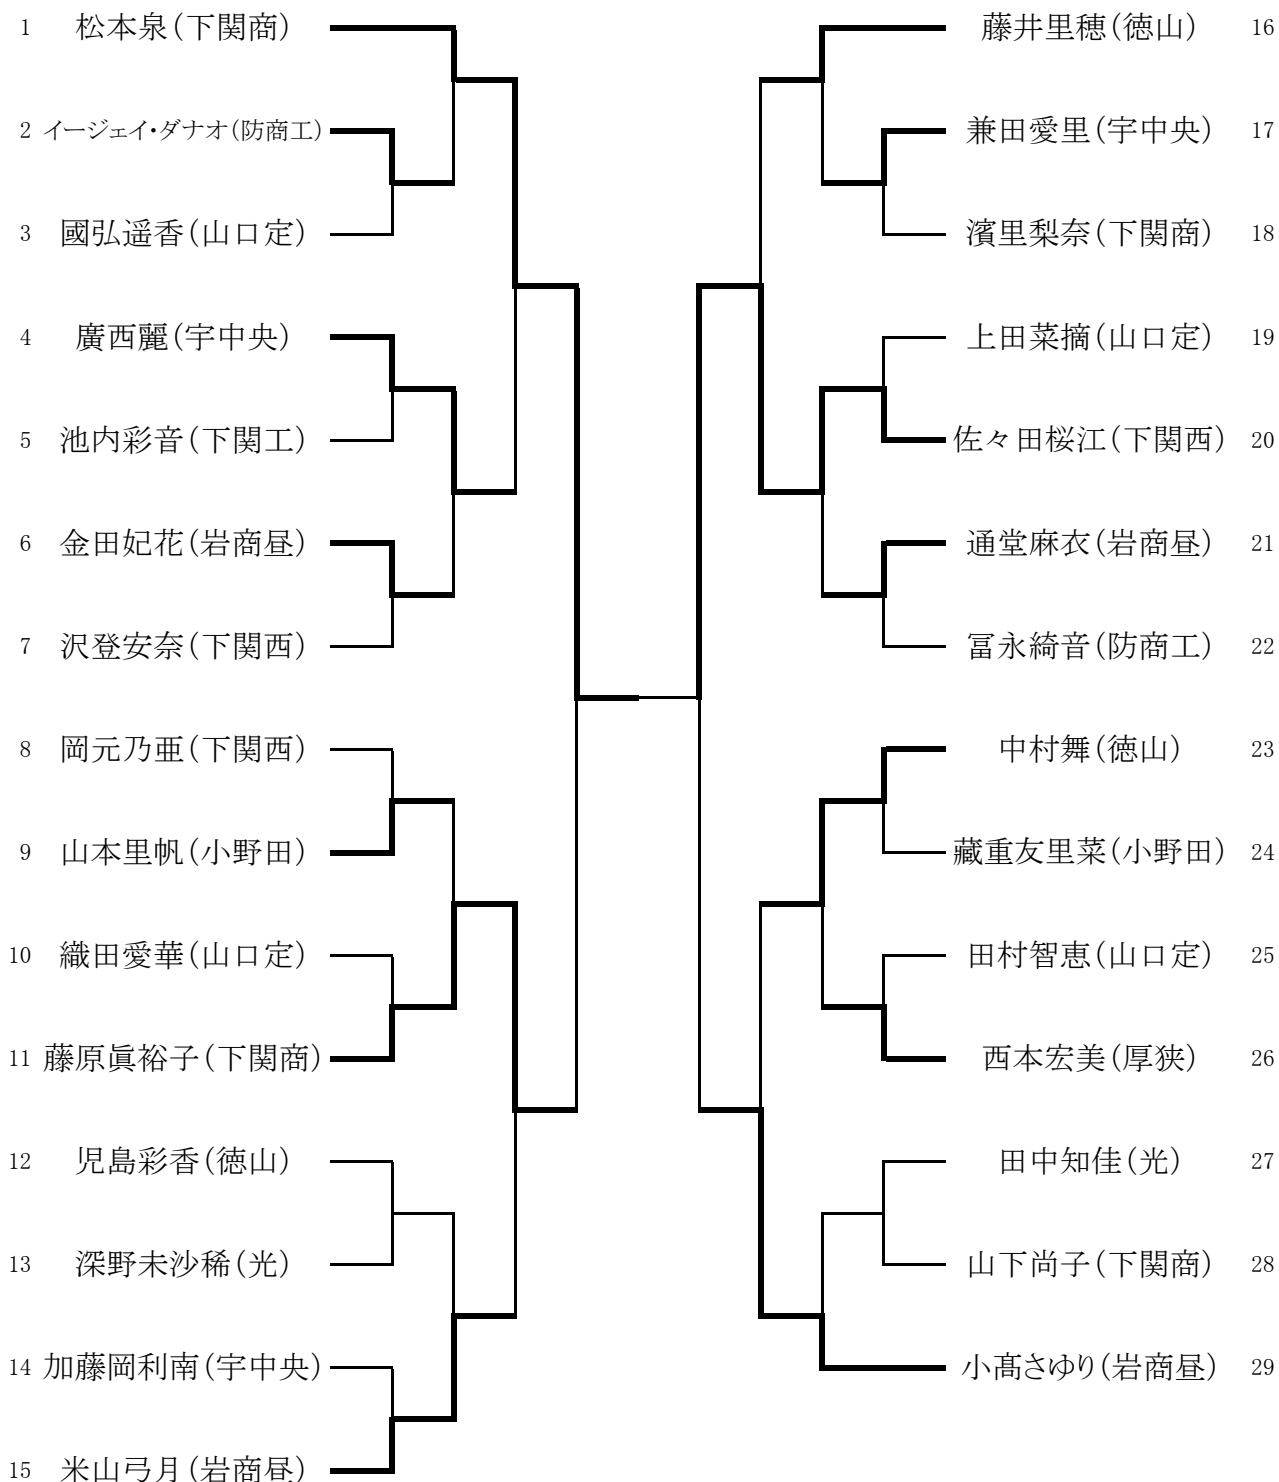 1 松本泉(下関商)
2 イージェイ・ダナオ(防商工)
3 國弘遥香(山口定)
4 廣西麗(宇中央)
5 池内彩音(下関工)
6 金田妃花(岩商昼)
7 沢登安奈(下関西)
8 岡元乃亜(下関西)
9 山本里帆(小野田)
10 織田愛華(山口定)
11 藤原眞裕子(下関商)
12 児島彩香(徳山)
13 深野未沙稀(光)
14 加藤岡利南(宇中央)
15 米山弓月(岩商昼)
藤井里穂(徳山) 16
兼田愛里(宇中央) 17
濱里梨奈(下関商) 18
上田菜摘(山口定) 19
佐々田桜江(下関西) 20
通堂麻衣(岩商昼) 21
冨永綺音(防商工) 22
中村舞(徳山) 23
藏重友里菜(小野田) 24
田村智恵(山口定) 25
西本宏美(厚狭) 26
田中知佳(光) 27
山下尚子(下関商) 28
小髙さゆり(岩商昼) 29